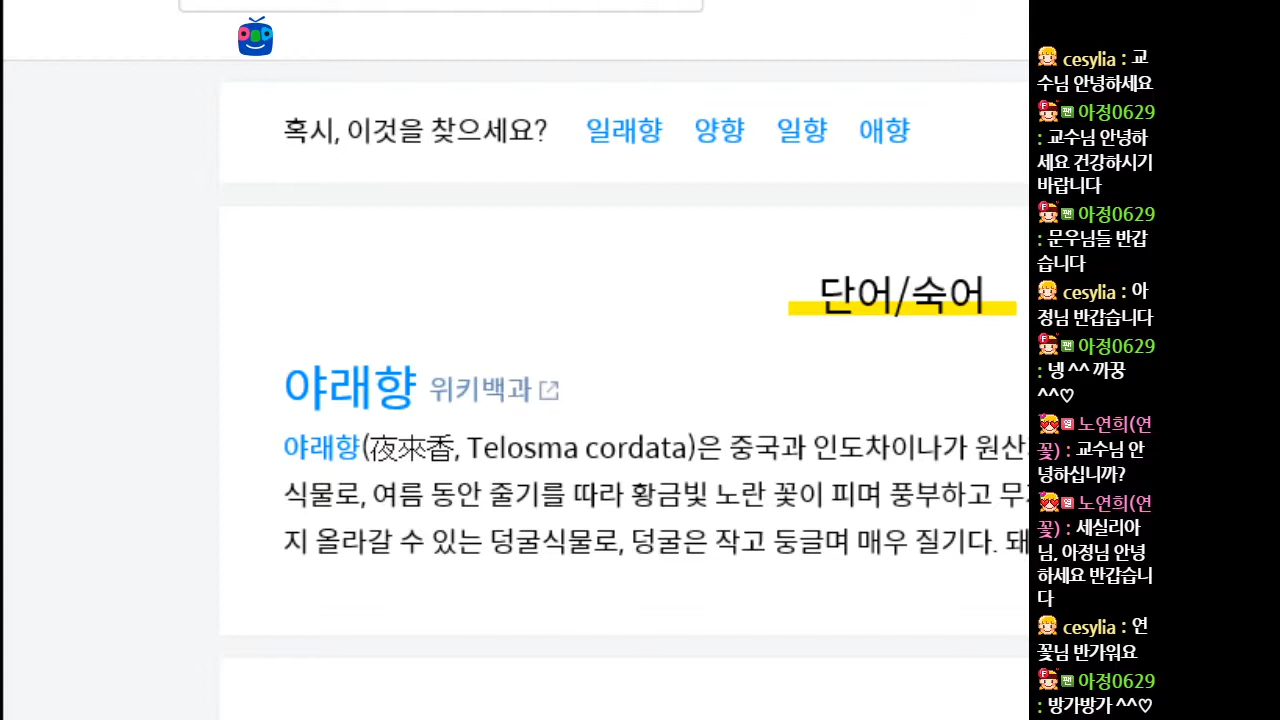 혹시, 이것을 찾으세요? 일래향 양향 일향 애향
단어/숙어
야래향 위키백과
야래향(夜來香, Telosma cordata)은 중국과 인도차이나가 원산
식물로, 여름 동안 줄기를 따라 황금빛 노란 꽃이 피며 풍부하고
지 올라갈 수 있는 덩굴식물로, 덩굴은 작고 둥글며 매우 질기다.
cesylia : 교
수님 안녕하세요
팬 아정0629
: 교수님 안녕하
세요 건강하시기
바랍니다
팬 아정0629
: 문우님들 반갑
습니다
cesylia : 아
정님 반갑습니다
팬 아정0629
: 넹 ^^ 까꿍
^^♡
열 노연희(연
꽃) : 교수님 안
녕하십니까?
열 노연희(연
꽃) : 세실리아
님, 아정님 안녕
하세요 반갑습니
다
cesylia : 연
꽃님 반가워요
팬 아정0629
: 방가방가 ^^♡